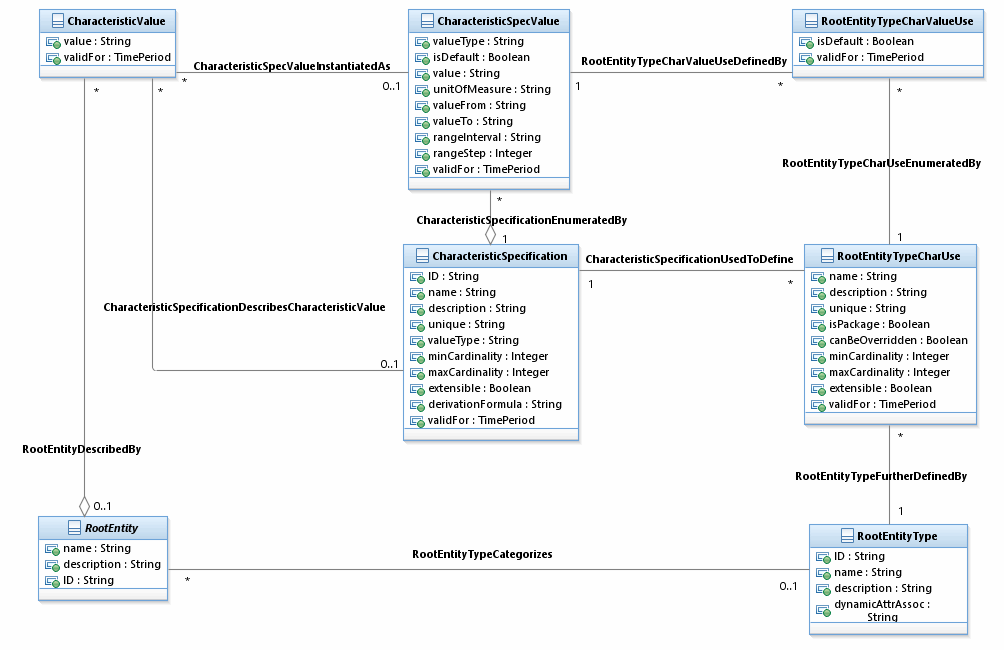 CharacteristicValue
value : String
validFor : TimePeriod
CharacteristicSpecValue
valueType : String
isDefault : Boolean
value : String
unitOfMeasure : String
valueFrom : String
valueTo : String
rangeInterval : String
rangeStep : Integer
validFor : TimePeriod
RootEntityTypeCharValueUse
isDefault : Boolean
validFor : TimePeriod
CharacteristicSpecValueInstantiatedAs
*
0..1
RootEntityTypeCharValueUseDefinedBy
1
*
*
*
*
RootEntityTypeCharUseEnumeratedBy
1
*
CharacteristicSpecificationEnumeratedBy
1
CharacteristicSpecification
ID : String
name : String
description : String
unique : String
valueType : String
minCardinality : Integer
maxCardinality : Integer
extensible : Boolean
derivationFormula : String
validFor : TimePeriod
CharacteristicSpecificationUsedToDefine
1
*
RootEntityTypeCharUse
name : String
description : String
unique : String
isPackage : Boolean
canBeOverridden : Boolean
minCardinality : Integer
maxCardinality : Integer
extensible : Boolean
validFor : TimePeriod
CharacteristicSpecificationDescribesCharacteristicValue
0..1
RootEntityDescribedBy
0..1
*
RootEntityTypeFurtherDefinedBy
1
RootEntity
name : String
description : String
ID : String
RootEntityTypeCategorizes
*
0..1
RootEntityType
ID : String
name : String
description : String
dynamicAttrAssoc :
String